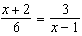 (x + 2)/6 = 3/(x − 1)